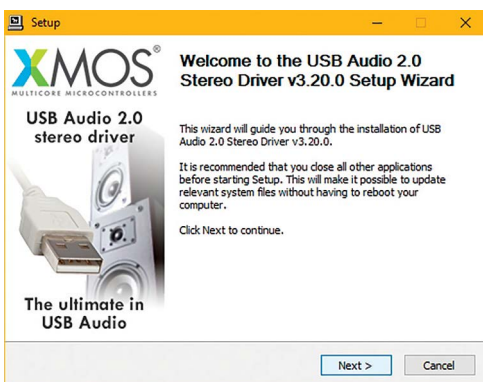 Setup
XMOS®
MULTICORE MICROCONTROLLERS
USB Audio 2.0
stereo driver
The ultimate in
USB Audio
Welcome to the USB Audio 2.0
Stereo Driver v3.20.0 Setup Wizard
This wizard will guide you through the installation of USB
Audio 2.0 Stereo Driver v3.20.0.
It is recommended that you close all other applications
before starting Setup. This will make it possible to update
relevant system files without having to reboot your
computer.
Click Next to continue.
Next >
Cancel